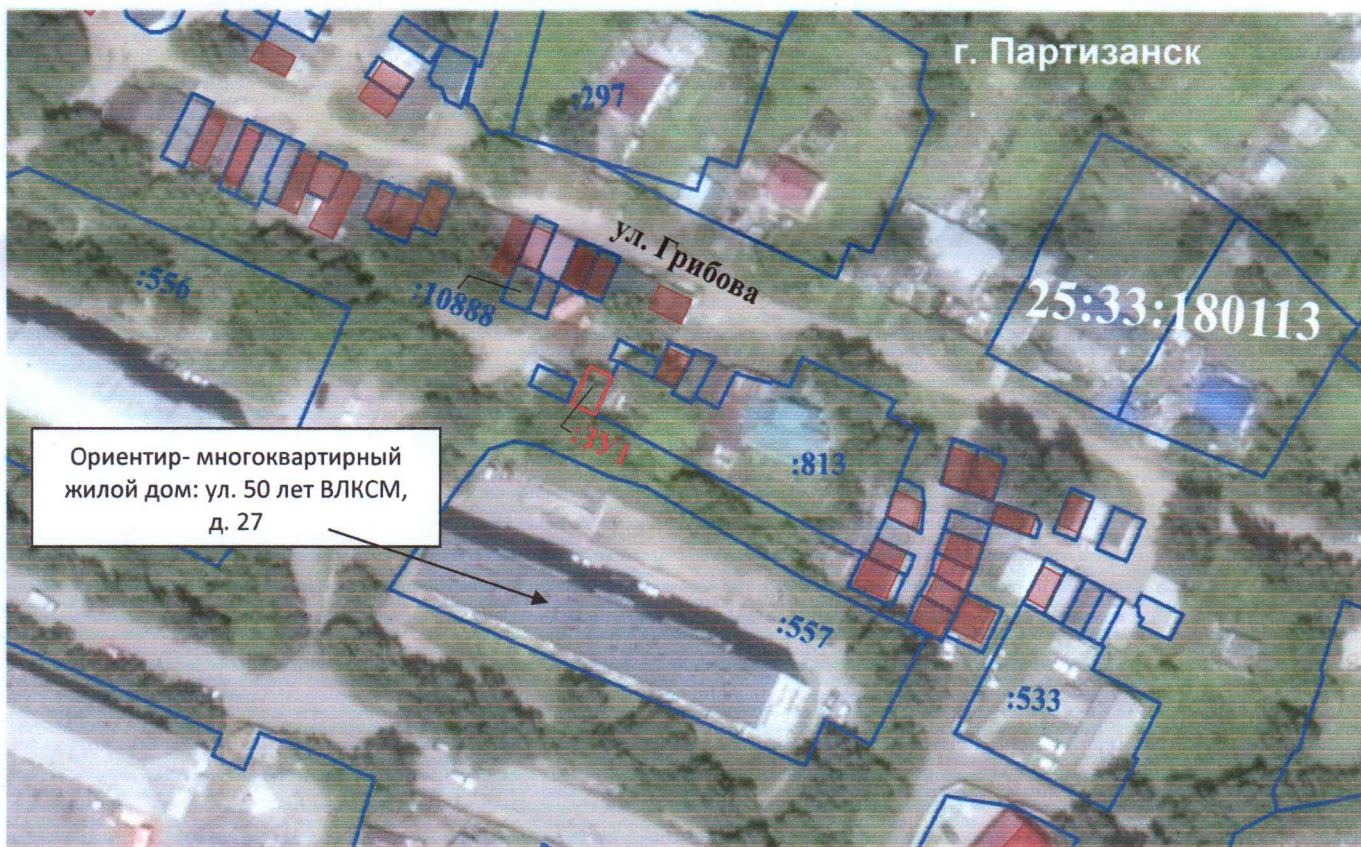 г. Партизанск
:297
ул. Грибова
:556
:10888
25:33:180113
:ЗУ1
:813
Ориентир- многоквартирный
жилой дом: ул. 50 лет ВЛКСМ,
д. 27
:557
:533